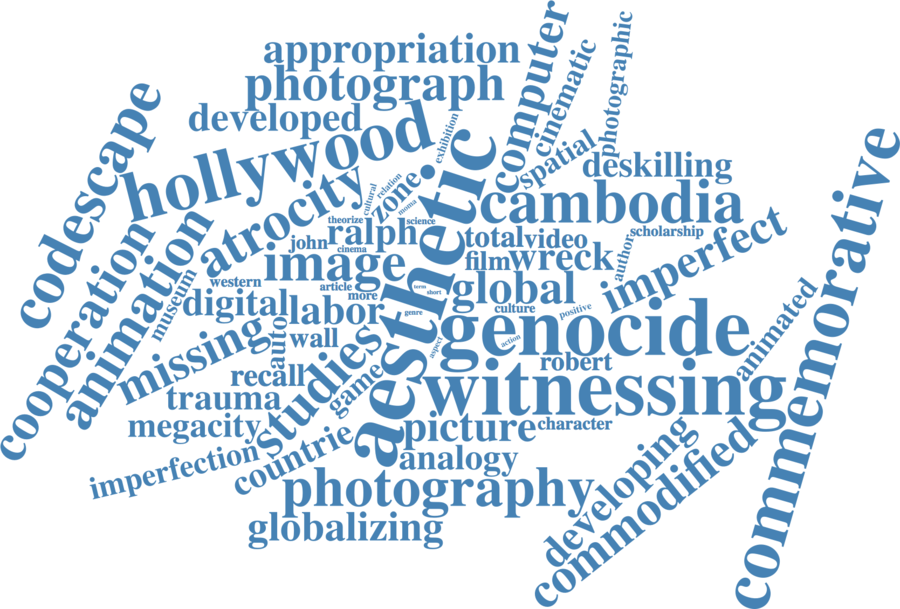 appropriation
photograph
developed
hollywood
computer
cinematic
photographic
exhibition
spatial
deskilling
codescape
atrocity
cultural
relation
zone
moma
aesthetic
cambodia
commemorative
theorize
science
ralph
john
cinema
total
video
author
scholarship
imperfect
cooperation
animation
museum
western
image
film
wreck
article
more
term
short
global
culture
positive
digital
labor
genre
genocide
action
animated
missing
auto
wall
studies
aspect
robert
recall
game
witnessing
trauma
megacity
countrie
picture
character
imperfection
analogy
developing
commodified
photography
globalizing